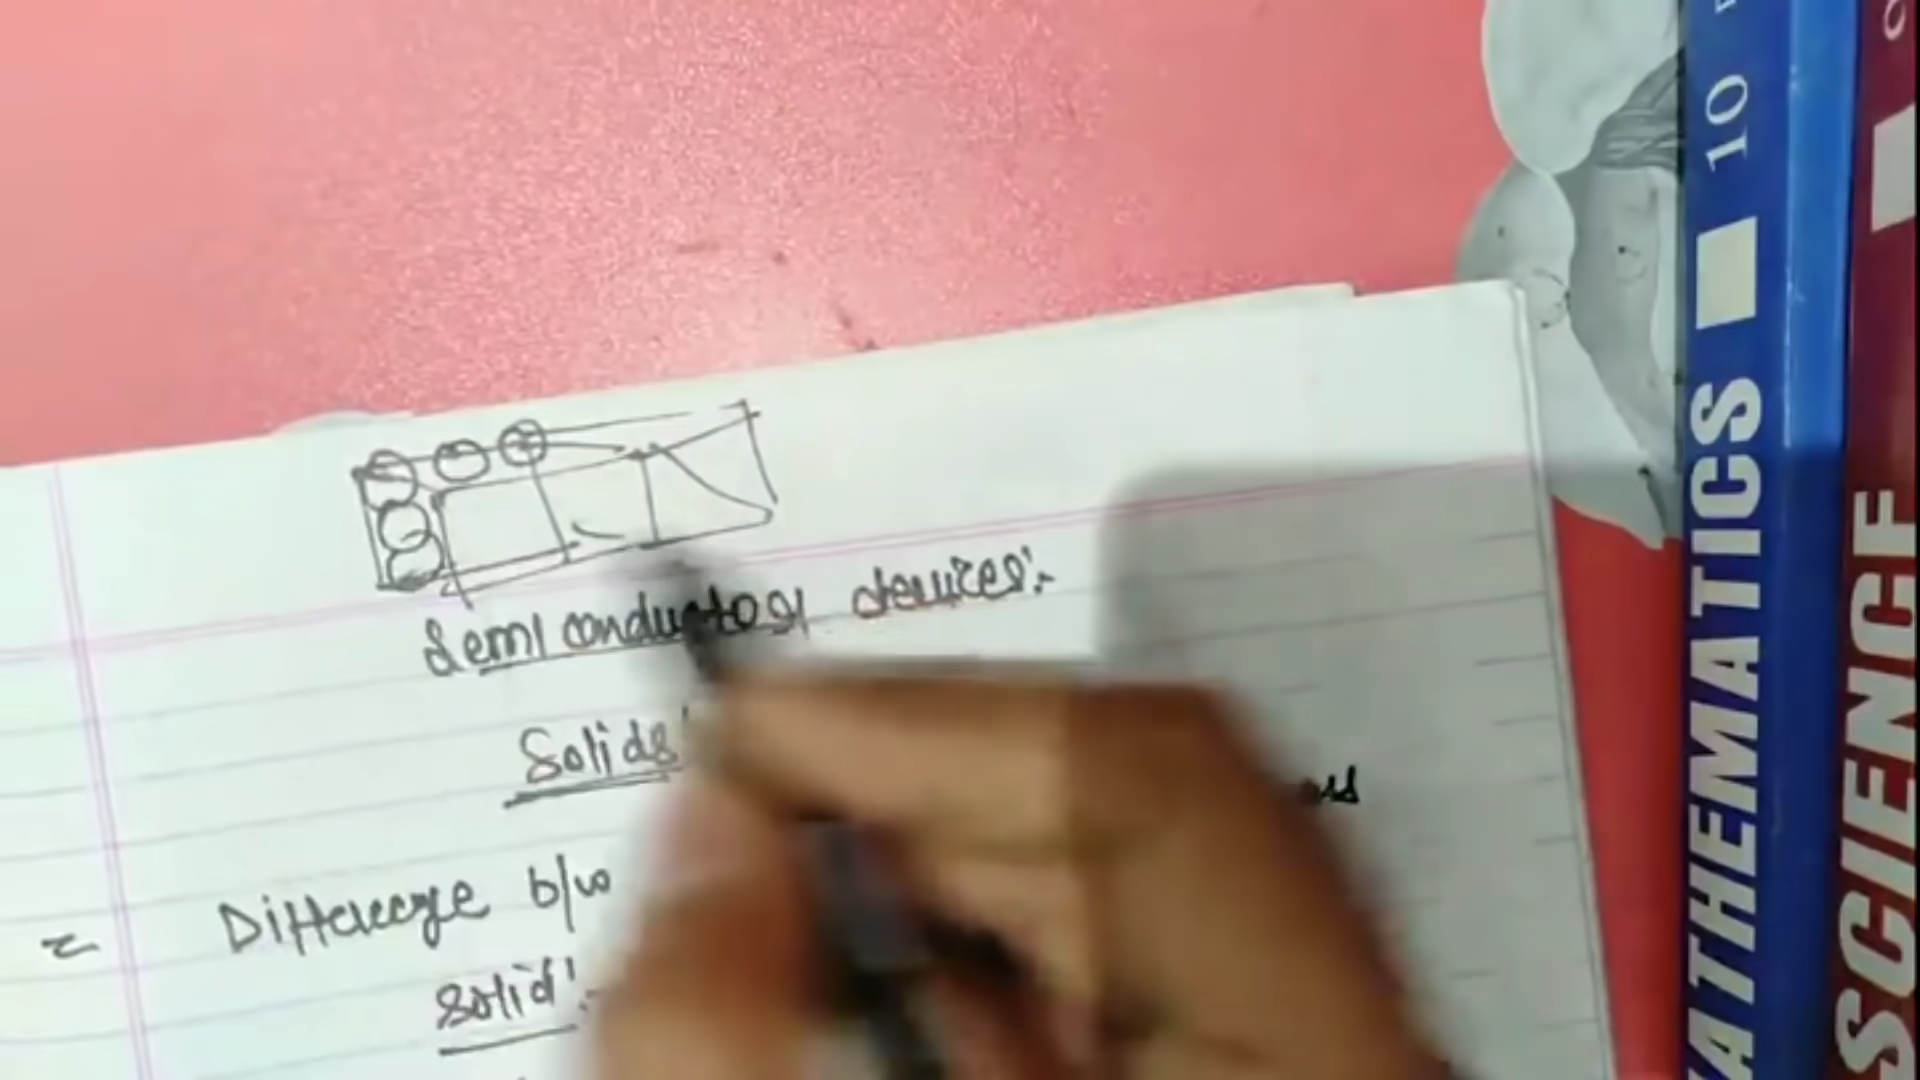 Semiconductor devices:-
Solids
Difference b/w
solid:-
MATHEMATICS 10
SCIENCE